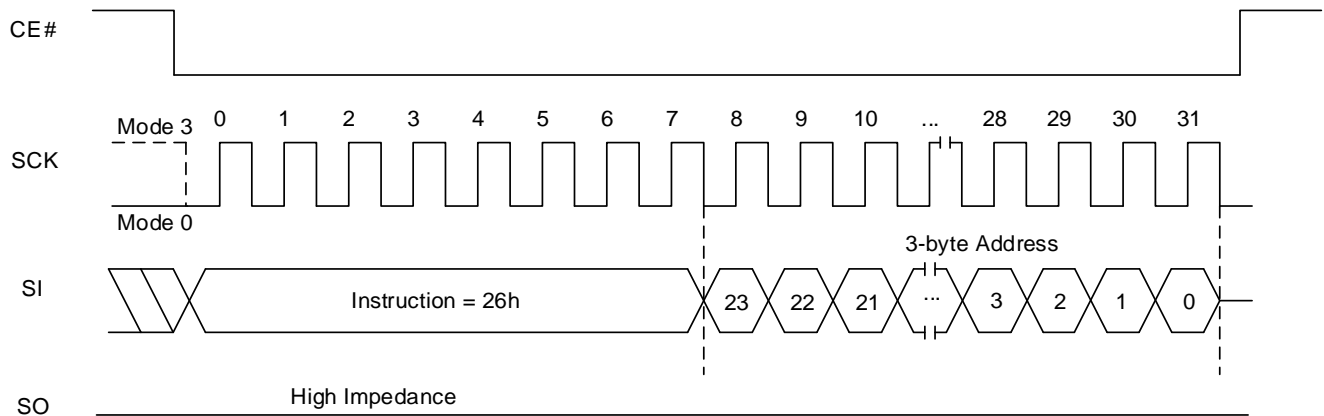 CE#
0 1 2 3 4 5 6 7 8 9 10 ... 28 29 30 31
Mode 3
SCK
Mode 0
3-byte Address
SI
Instruction = 26h
23 22 21 ... 3 2 1 0
High Impedance
SO